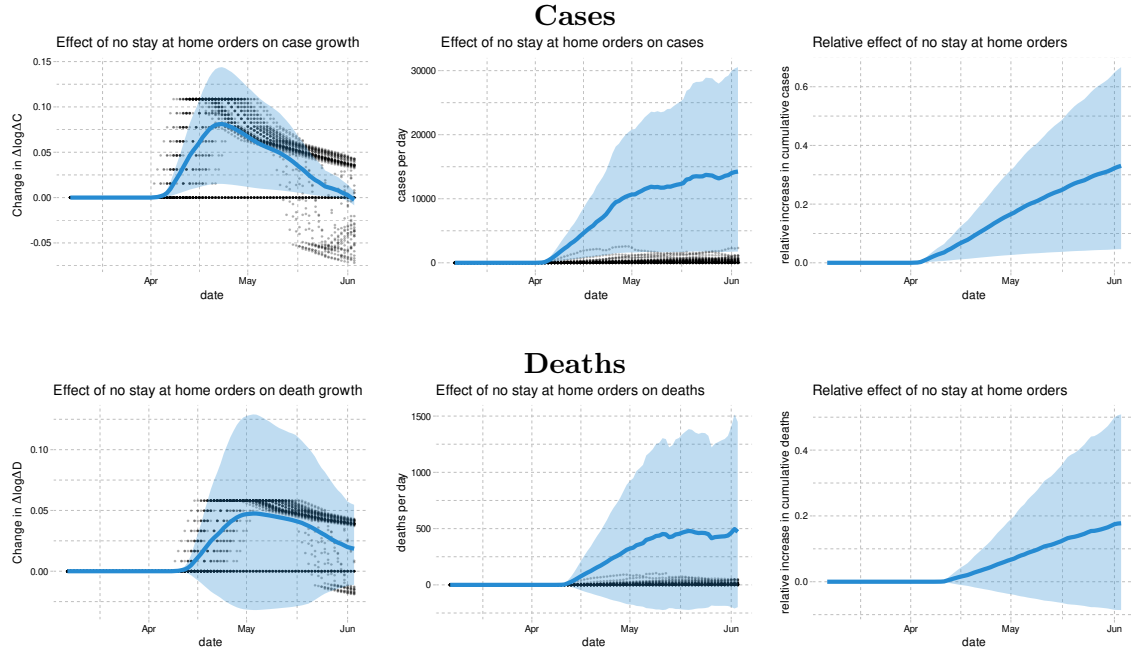 Cases
Effect of no stay at home orders on case growth
Change in ΔlogΔC
0.15
0.10
0.05
0.00
-0.05
Apr May Jun
date
Effect of no stay at home orders on cases
cases per day
30000
20000
10000
0
Apr May Jun
date
Relative effect of no stay at home orders
relative increase in cumulative cases
0.6
0.4
0.2
0.0
Apr May Jun
date
Deaths
Effect of no stay at home orders on death growth
Change in ΔlogΔD
0.10
0.05
0.00
Apr May Jun
date
Effect of no stay at home orders on deaths
deaths per day
1500
1000
500
0
Apr May Jun
date
Relative effect of no stay at home orders
relative increase in cumulative deaths
0.4
0.2
0.0
Apr May Jun
date